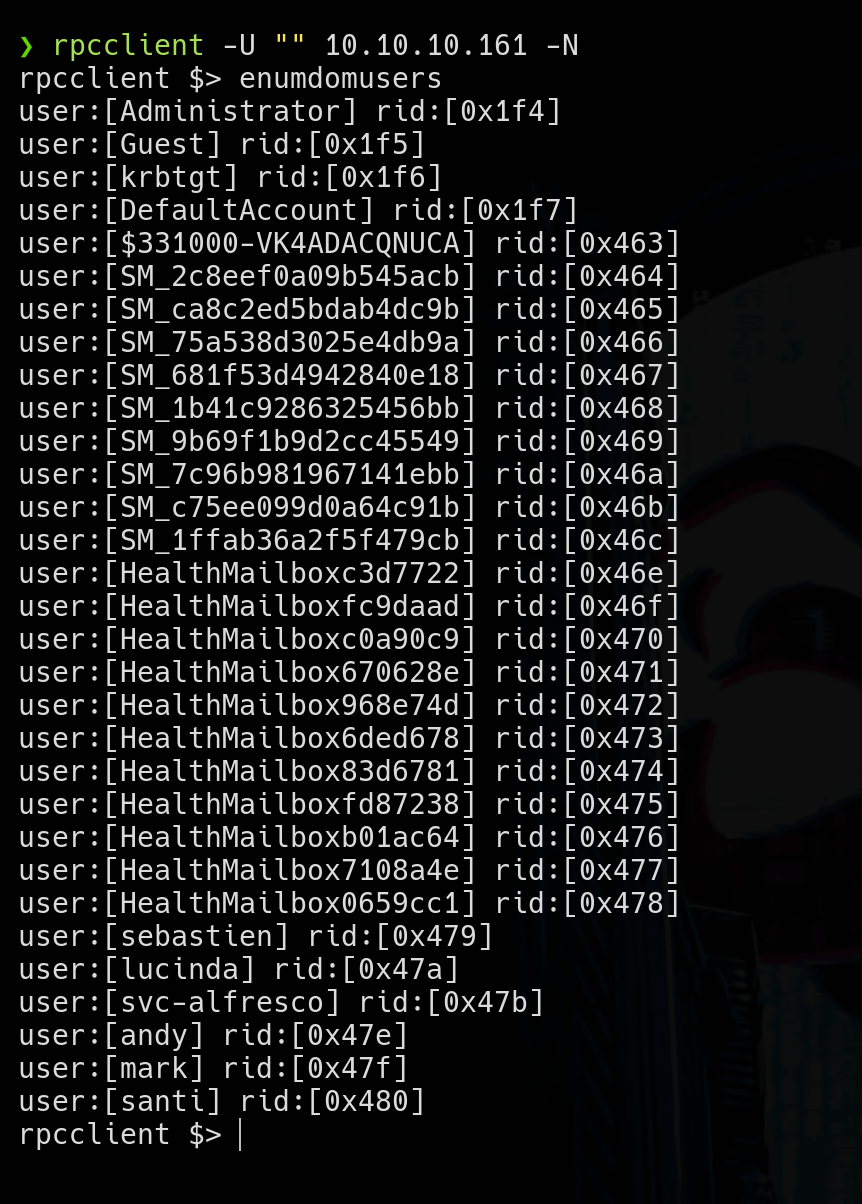 ❯ rpcclient -U "" 10.10.10.161 -N
rpcclient $> enumdomusers
user:[Administrator] rid:[0x1f4]
user:[Guest] rid:[0x1f5]
user:[krbtgt] rid:[0x1f6]
user:[DefaultAccount] rid:[0x1f7]
user:[$331000-VK4ADACQNUCA] rid:[0x463]
user:[SM_2c8eef0a09b545acb] rid:[0x464]
user:[SM_ca8c2ed5bdab4dc9b] rid:[0x465]
user:[SM_75a538d3025e4db9a] rid:[0x466]
user:[SM_681f53d4942840e18] rid:[0x467]
user:[SM_1b41c9286325456bb] rid:[0x468]
user:[SM_9b69f1b9d2cc45549] rid:[0x469]
user:[SM_7c96b981967141ebb] rid:[0x46a]
user:[SM_c75ee099d0a64c91b] rid:[0x46b]
user:[SM_1ffab36a2f5f479cb] rid:[0x46c]
user:[HealthMailboxc3d7722] rid:[0x46e]
user:[HealthMailboxfc9daad] rid:[0x46f]
user:[HealthMailboxc0a90c9] rid:[0x470]
user:[HealthMailbox670628e] rid:[0x471]
user:[HealthMailbox968e74d] rid:[0x472]
user:[HealthMailbox6ded678] rid:[0x473]
user:[HealthMailbox83d6781] rid:[0x474]
user:[HealthMailboxfd87238] rid:[0x475]
user:[HealthMailboxb01ac64] rid:[0x476]
user:[HealthMailbox7108a4e] rid:[0x477]
user:[HealthMailbox0659cc1] rid:[0x478]
user:[sebastien] rid:[0x479]
user:[lucinda] rid:[0x47a]
user:[svc-alfresco] rid:[0x47b]
user:[andy] rid:[0x47e]
user:[mark] rid:[0x47f]
user:[santi] rid:[0x480]
rpcclient $>